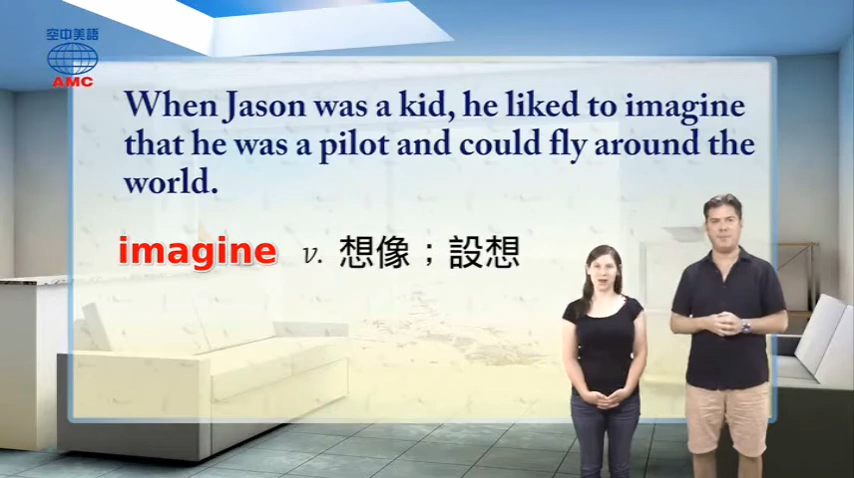 空中美語
AMC
When Jason was a kid, he liked to imagine
that he was a pilot and could fly around the
world.
imagine v. 想像；設想